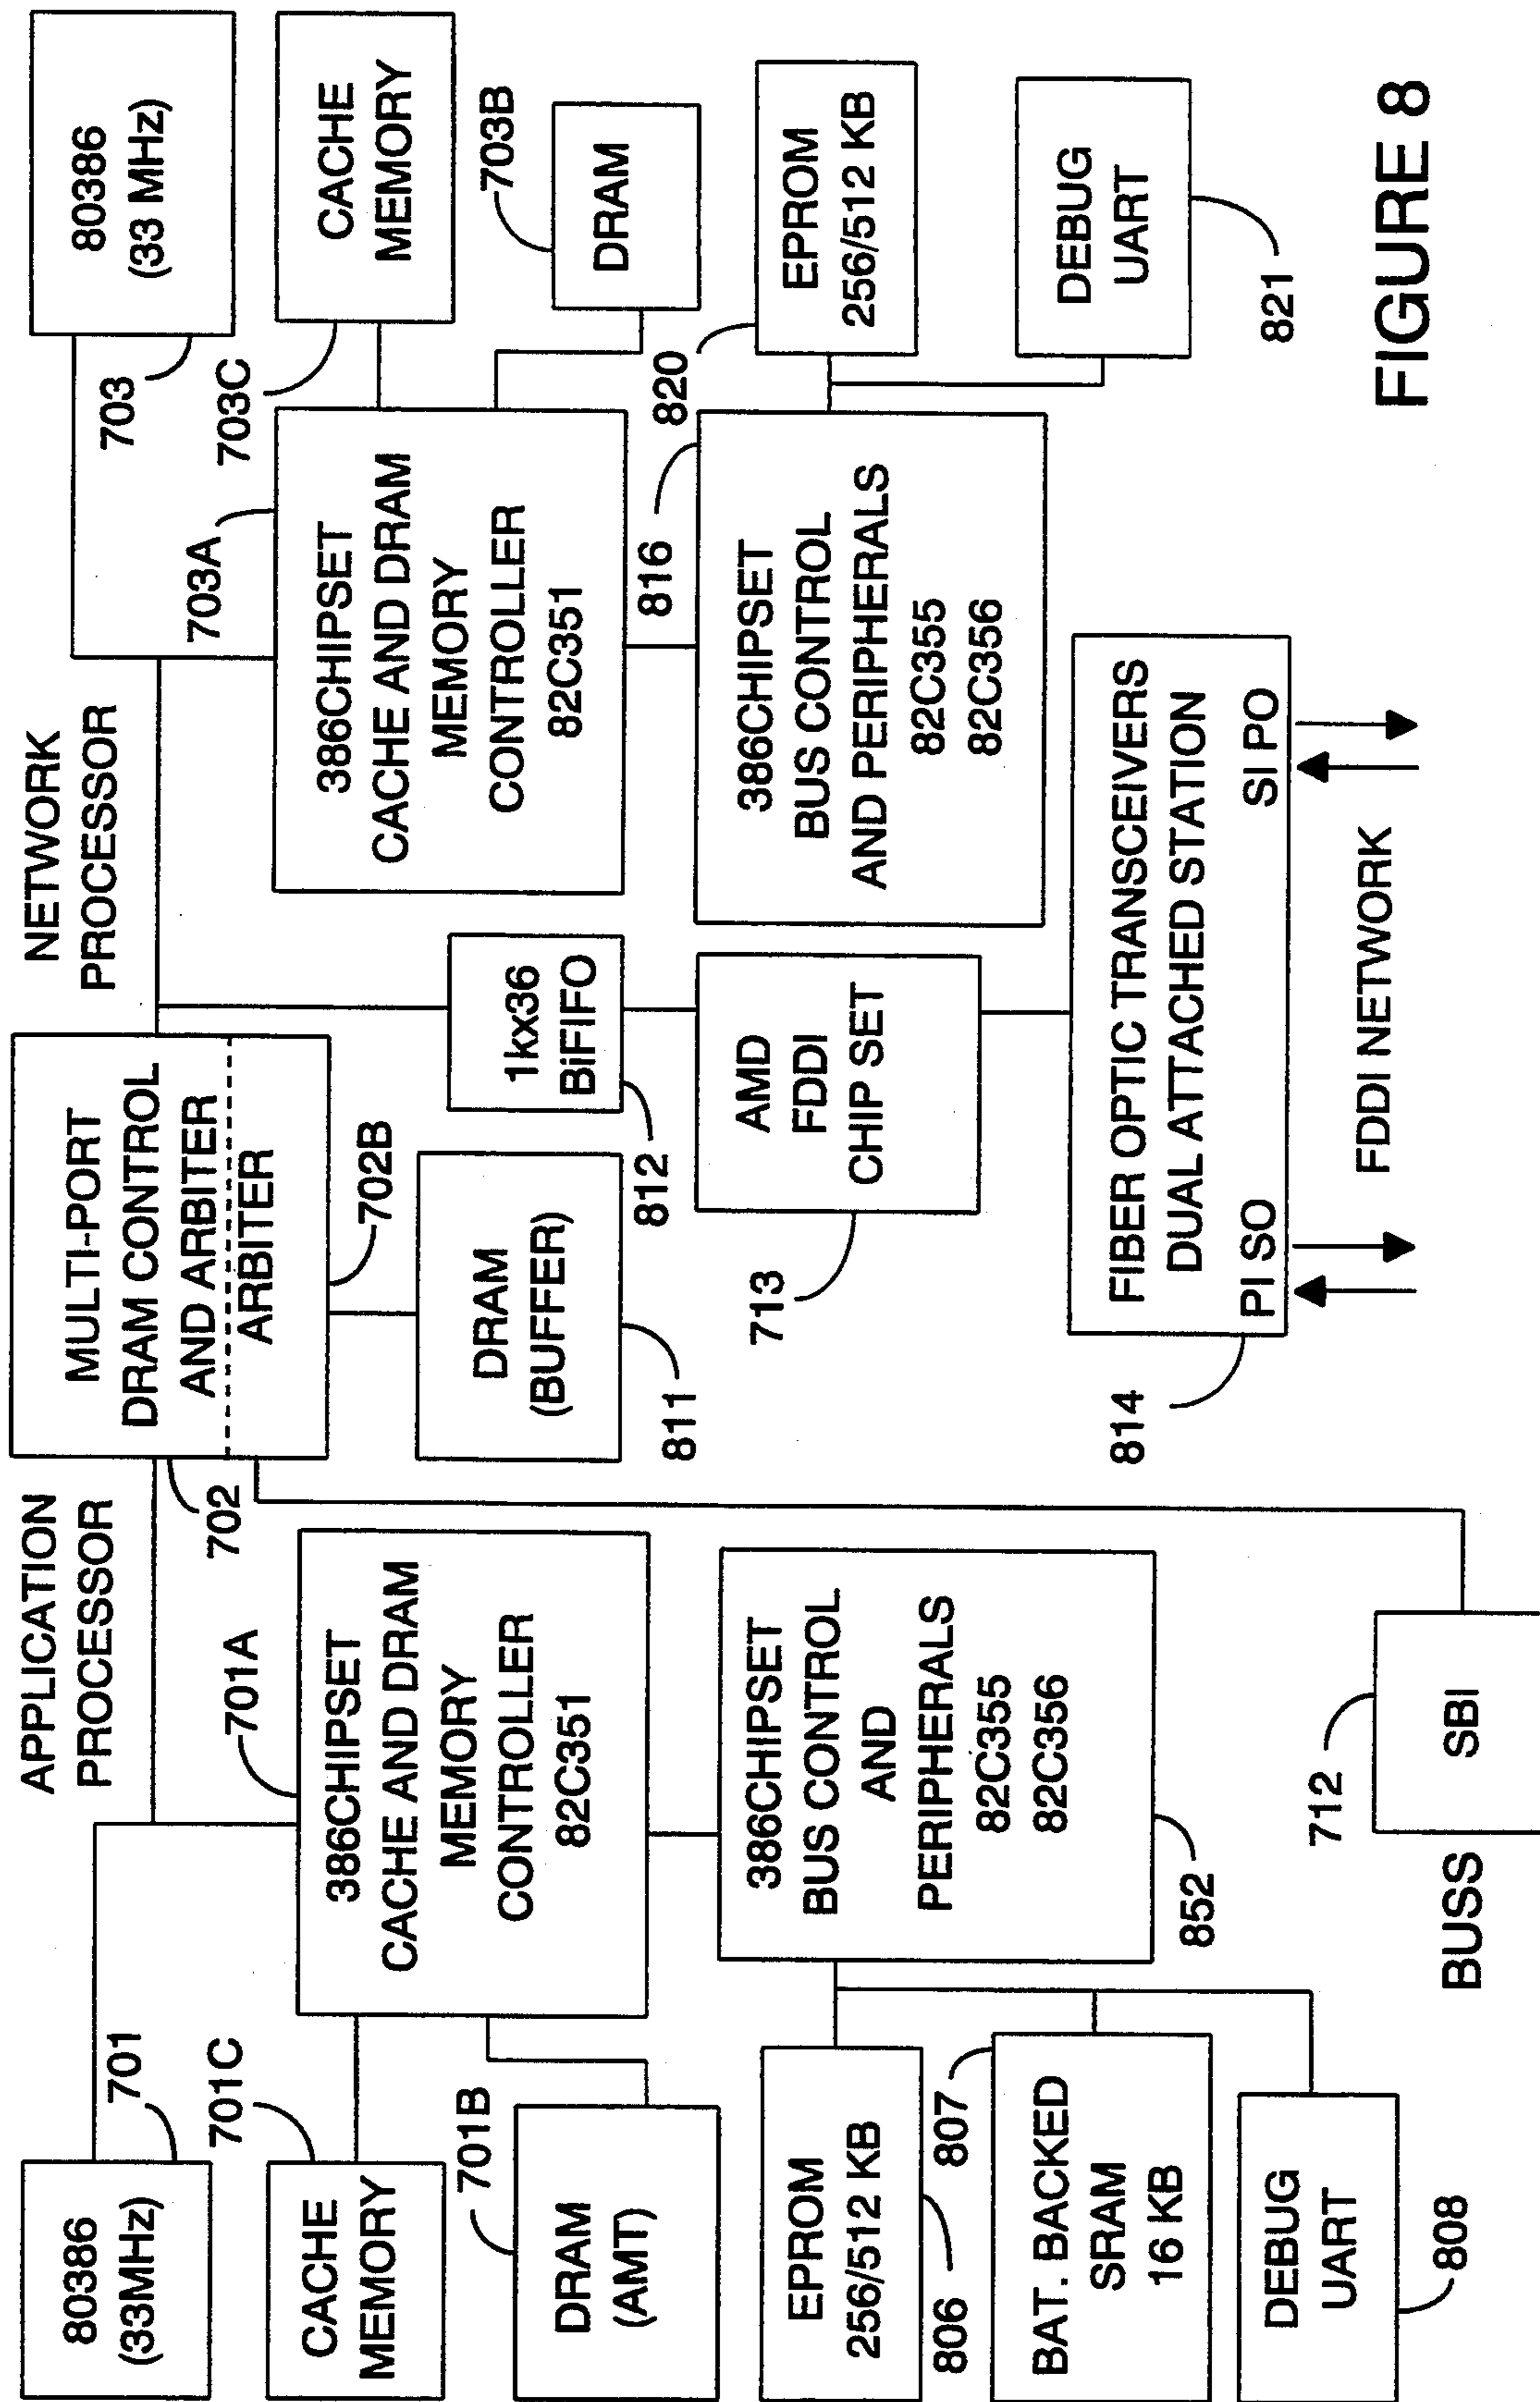 APPLICATION
PROCESSOR
NETWORK
PROCESSOR
80386
(33MHz)
701
CACHE
MEMORY
701C
DRAM
(AMT)
701B
701A
386CHIPSET
CACHE AND DRAM
MEMORY
CONTROLLER
82C351
EPROM
256/512 KB
806
BAT. BACKED
SRAM
16 KB
807
DEBUG
UART
808
386CHIPSET
BUS CONTROL
AND
PERIPHERALS
82C355
82C356
852
BUSS
SBI
712
MULTI-PORT
DRAM CONTROL
AND ARBITER
ARBITER
702
702B
DRAM
(BUFFER)
811
1kx36
BiFIFO
812
AMD
FDDI
CHIP SET
713
FIBER OPTIC TRANSCEIVERS
DUAL ATTACHED STATION
PI SO
SI PO
814
FDDI NETWORK
80386
(33 MHz)
703
CACHE
MEMORY
703C
703A
386CHIPSET
CACHE AND DRAM
MEMORY
CONTROLLER
82C351
703B
DRAM
820
EPROM
256/512 KB
816
386CHIPSET
BUS CONTROL
AND PERIPHERALS
82C355
82C356
DEBUG
UART
821
FIGURE 8